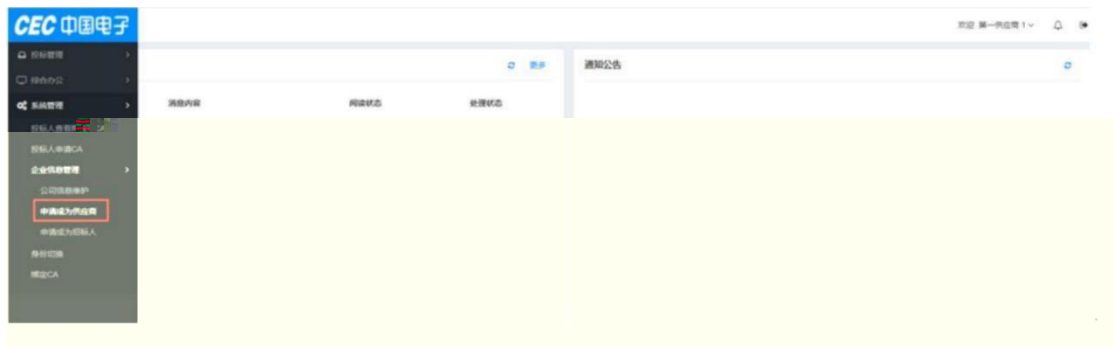 CEC 中国电子
欢迎 第一供应商 1
投标管理
更多
通知公告
综合办公
系统管理
消息内容
阅读状态
处理状态
投标人
投标人申请CA
企业信息管理
公司信息维护
申请成为供应商
申请成为招标人
身份切换
绑定CA